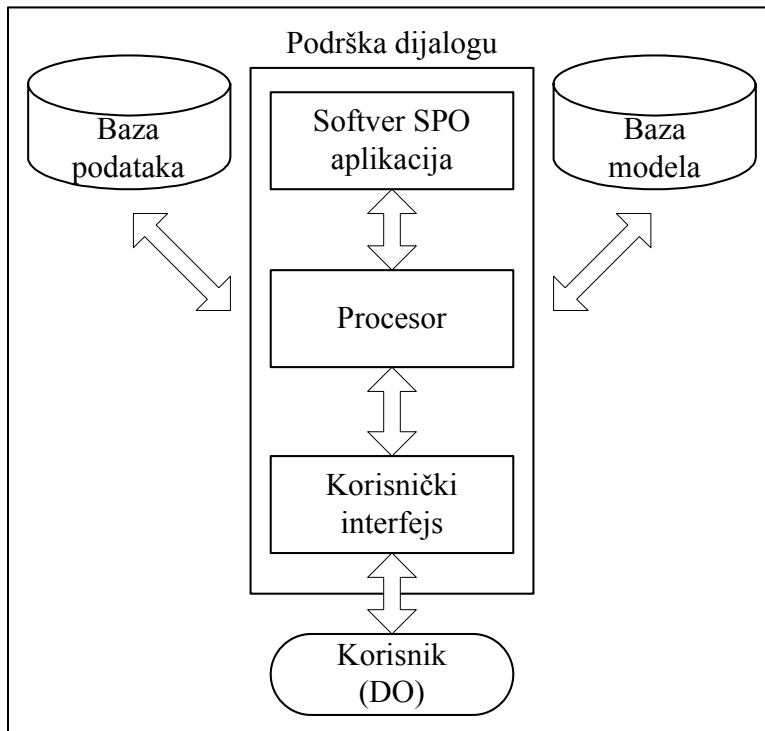 Podrška dijalogu
Baza
podataka
Softver SPO
aplikacija
Baza
modela
Procesor
Korisnički
interfejs
Korisnik
(DO)